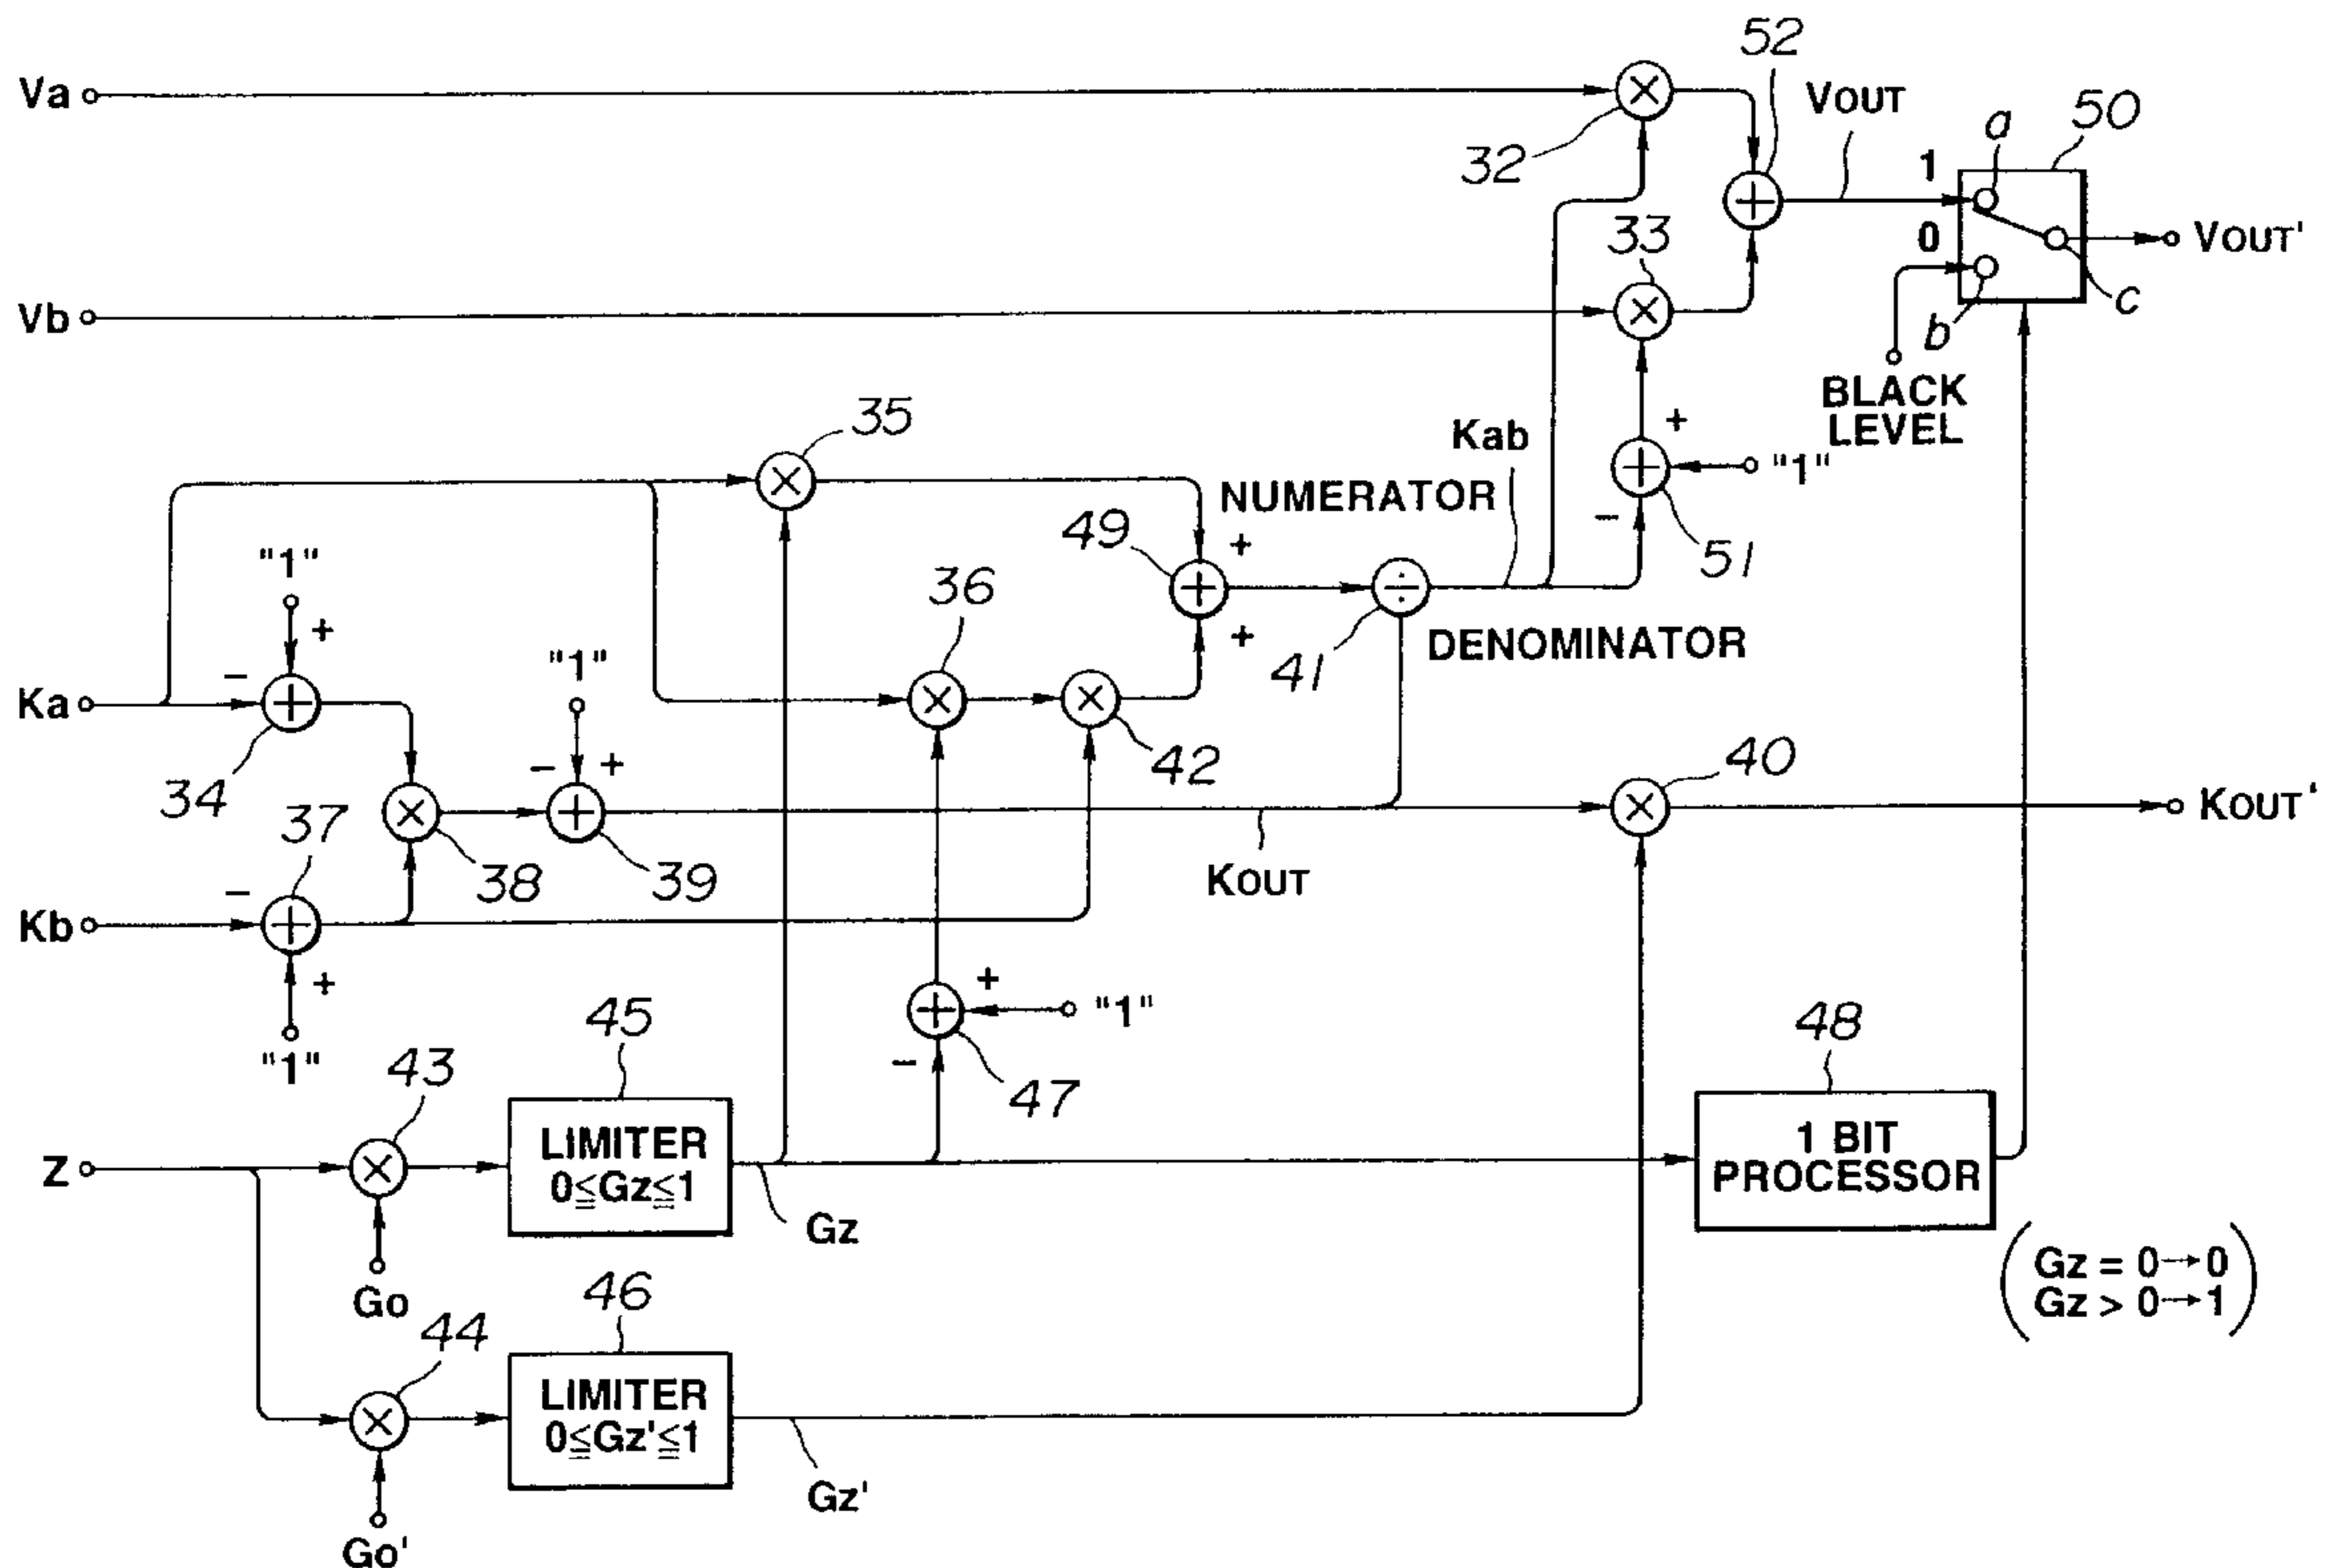 52
Va
VOUT
50
a
32
1
33
0
VOUT'
Vb
b
c
BLACK
LEVEL
35
Kab
+
"1"
NUMERATOR
−
49
+
51
"1"
36
+
+
41
DENOMINATOR
−
"1"
Ka
42
40
34
− +
37
KOUT'
38
39
KOUT
−
Kb
+
45
+
"1"
48
"1"
43
−
47
LIMITER
0≦Gz≦1
1 BIT
PROCESSOR
Z
Gz
Go
46
Gz = 0→0
Gz > 0→1
44
LIMITER
0≦Gz'≦1
Gz'
Go'